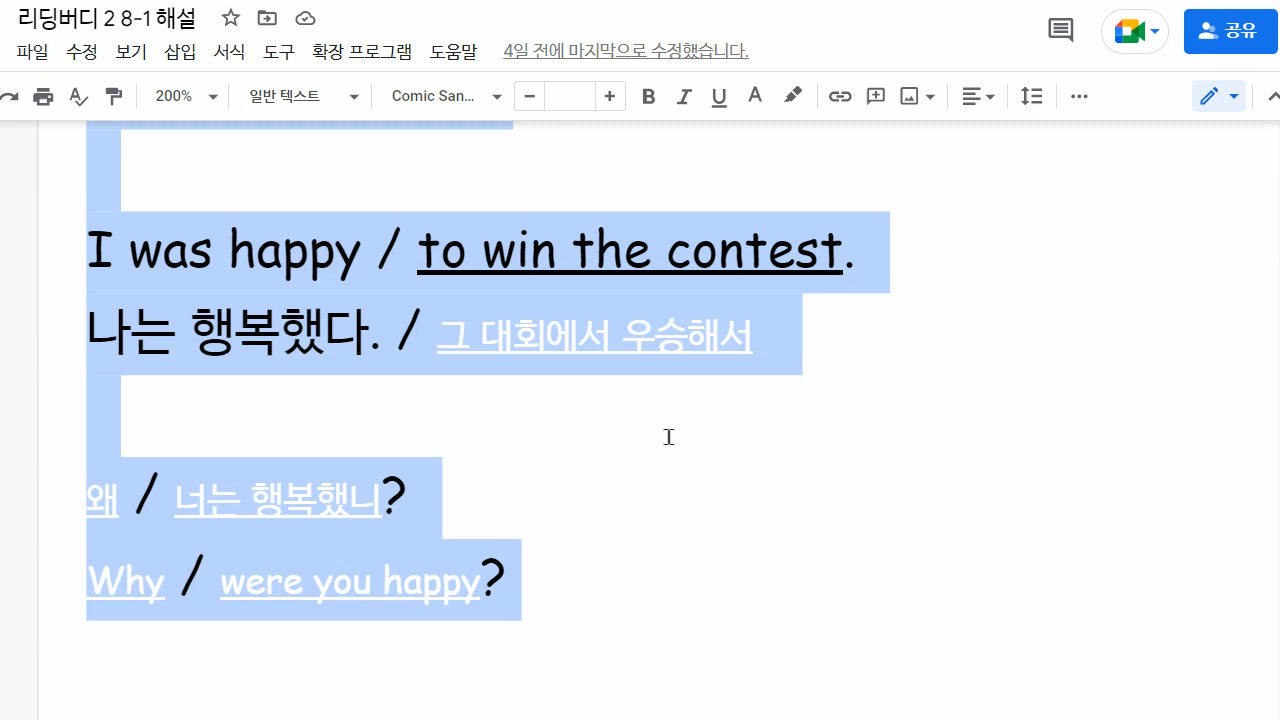 리딩버디 2 8-1 해설
공유
파일 수정 보기 삽입 서식 도구 확장 프로그램 도움말 4일 전에 마지막으로 수정했습니다.
200% 일반 텍스트 Comic San... B I U A
I was happy / to win the contest.
나는 행복했다. / 그 대회에서 우승해서
왜 / 너는 행복했니?
Why / were you happy?